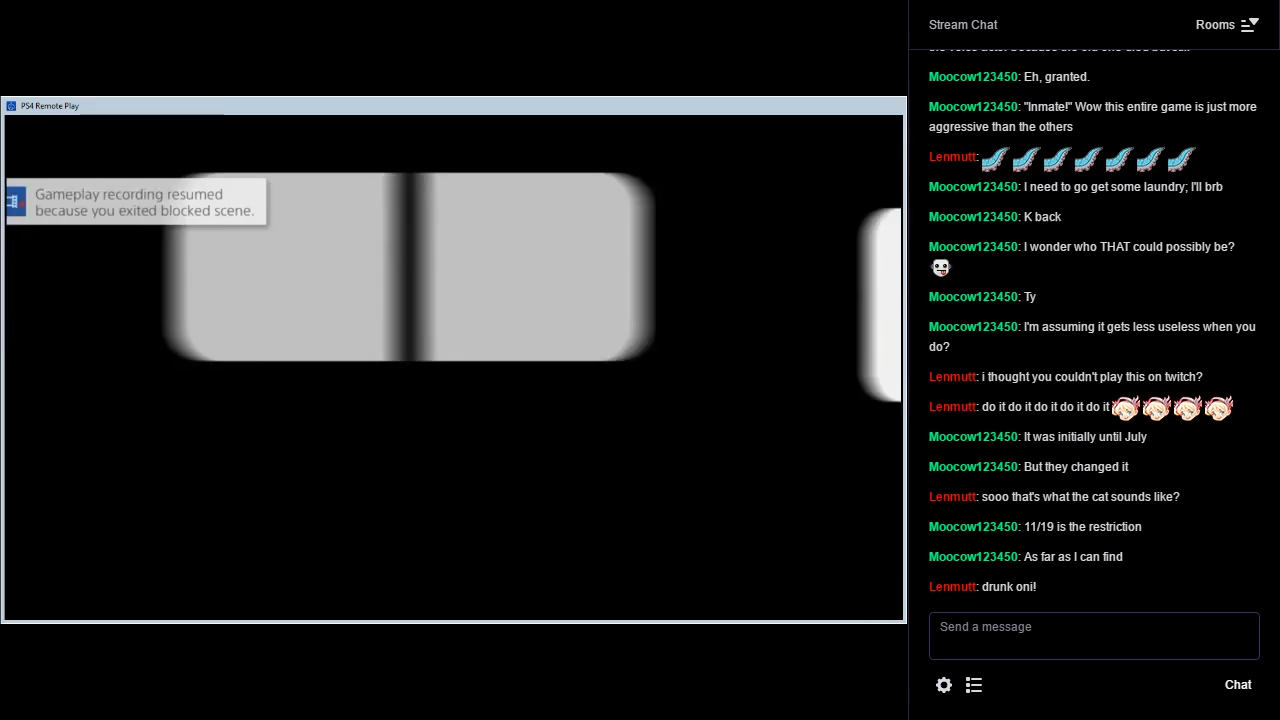 Stream Chat
Rooms
Moocow123450: Eh, granted.
Moocow123450: "Inmate!" Wow this entire game is just more
aggressive than the others
Lenmutt:
Moocow123450: I need to go get some laundry; I'll brb
Moocow123450: K back
Moocow123450: I wonder who THAT could possibly be?
Moocow123450: Ty
Moocow123450: I'm assuming it gets less useless when you
do?
Lenmutt: i thought you couldn't play this on twitch?
Lenmutt: do it do it do it do it do it
Moocow123450: It was initially until July
Moocow123450: But they changed it
Lenmutt: sooo that's what the cat sounds like?
Moocow123450: 11/19 is the restriction
Moocow123450: As far as I can find
Lenmutt: drunk oni!
Send a message
Chat
PS4 Remote Play
Gameplay recording resumed
because you exited blocked scene.